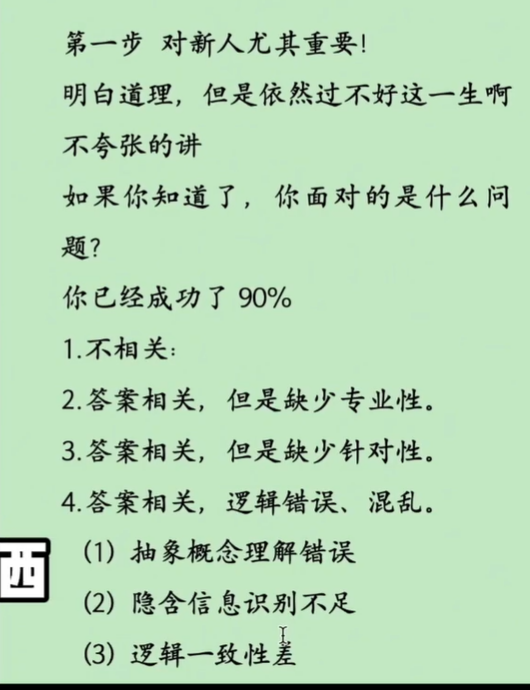 第一步 对新人尤其重要!
明白道理，但是依然过不好这一生啊
不夸张的讲
如果你知道了，你面对的是什么问
题?
你已经成功了 90%
1.不相关:
2.答案相关，但是缺少专业性。
3.答案相关，但是缺少针对性。
4.答案相关，逻辑错误、混乱。
(1) 抽象概念理解错误
西
(2) 隐含信息识别不足
(3) 逻辑一致性差